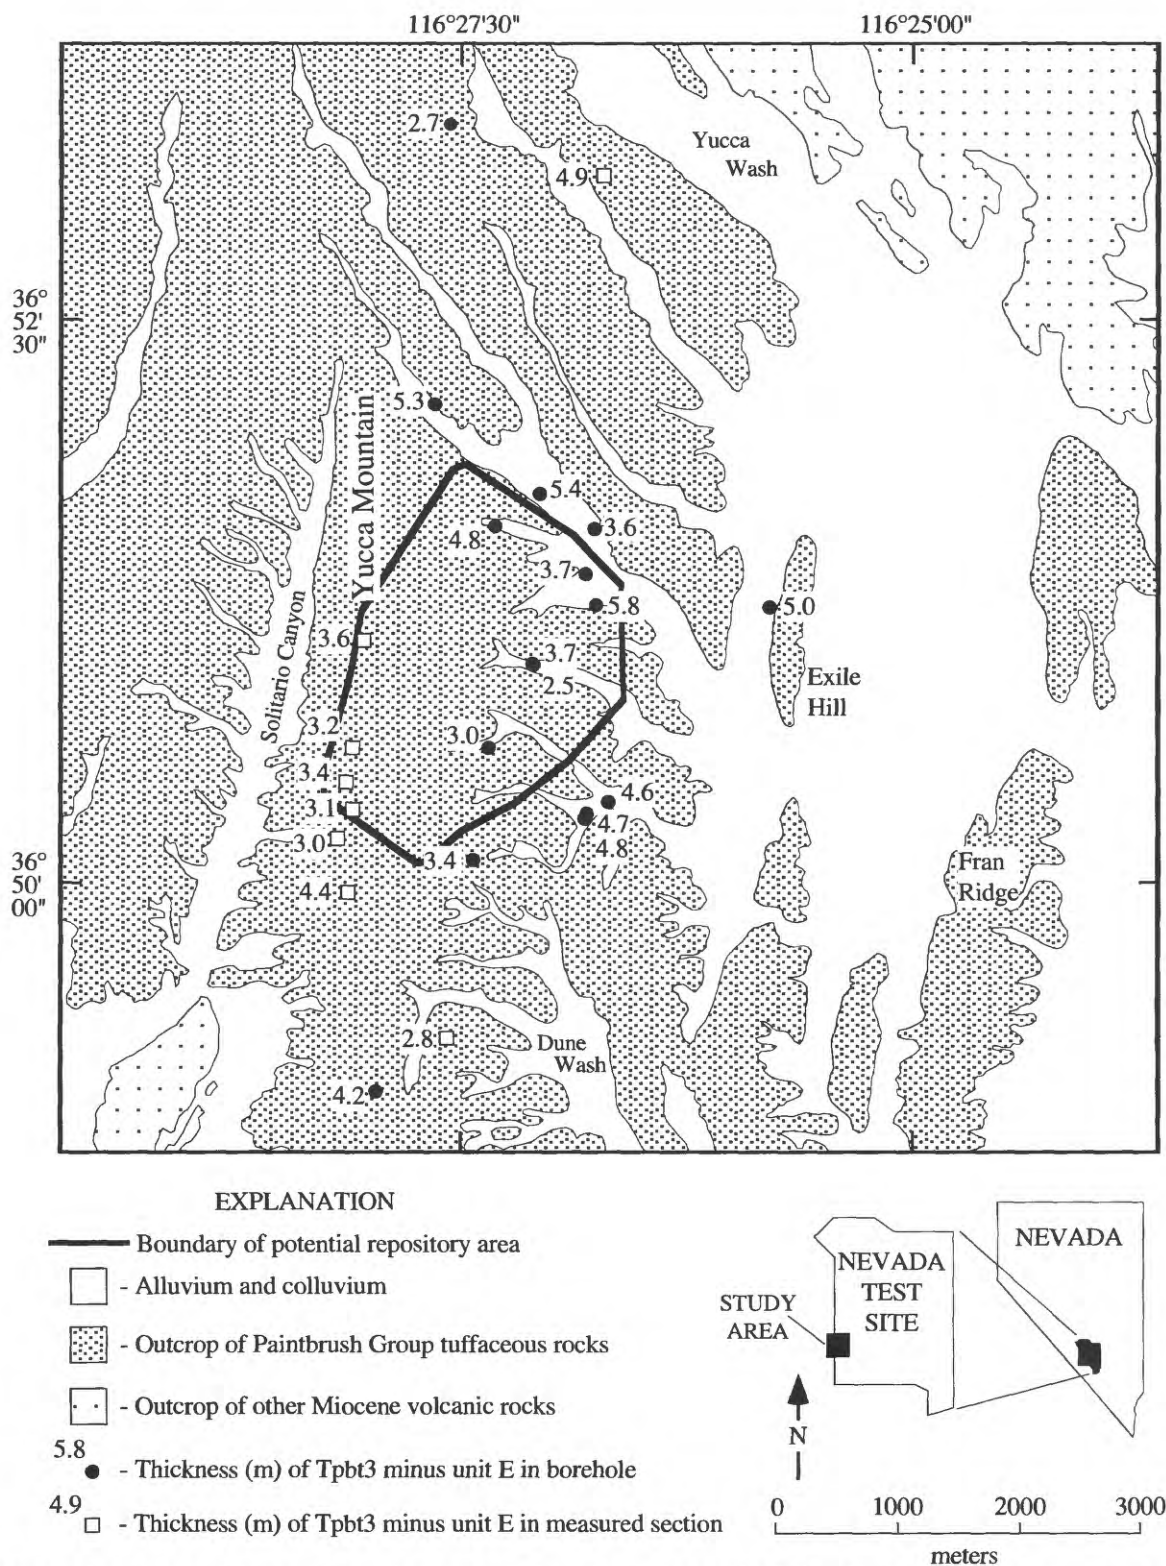 116°27'30" 116°25'00"
2.7
Yucca
Wash
4.9
36°
52'
30"
5.3
Yucca Mountain
5.4
4.8
3.6
3.7
5.8
5.0
3.6
3.7
2.5
Exile
Hill
Solitario Canyon
3.2
3.0
3.4
4.6
3.1
4.7
3.0
4.8
3.4
36°
50'
00"
4.4
Fran
Ridge
2.8
Dune
Wash
4.2
EXPLANATION
- Boundary of potential repository area
- Alluvium and colluvium
- Outcrop of Paintbrush Group tuffaceous rocks
- Outcrop of other Miocene volcanic rocks
5.8
- Thickness (m) of Tpbt3 minus unit E in borehole
4.9
- Thickness (m) of Tpbt3 minus unit E in measured section
NEVADA
NEVADA
TEST
SITE
STUDY
AREA
N
0 1000 2000 3000
meters